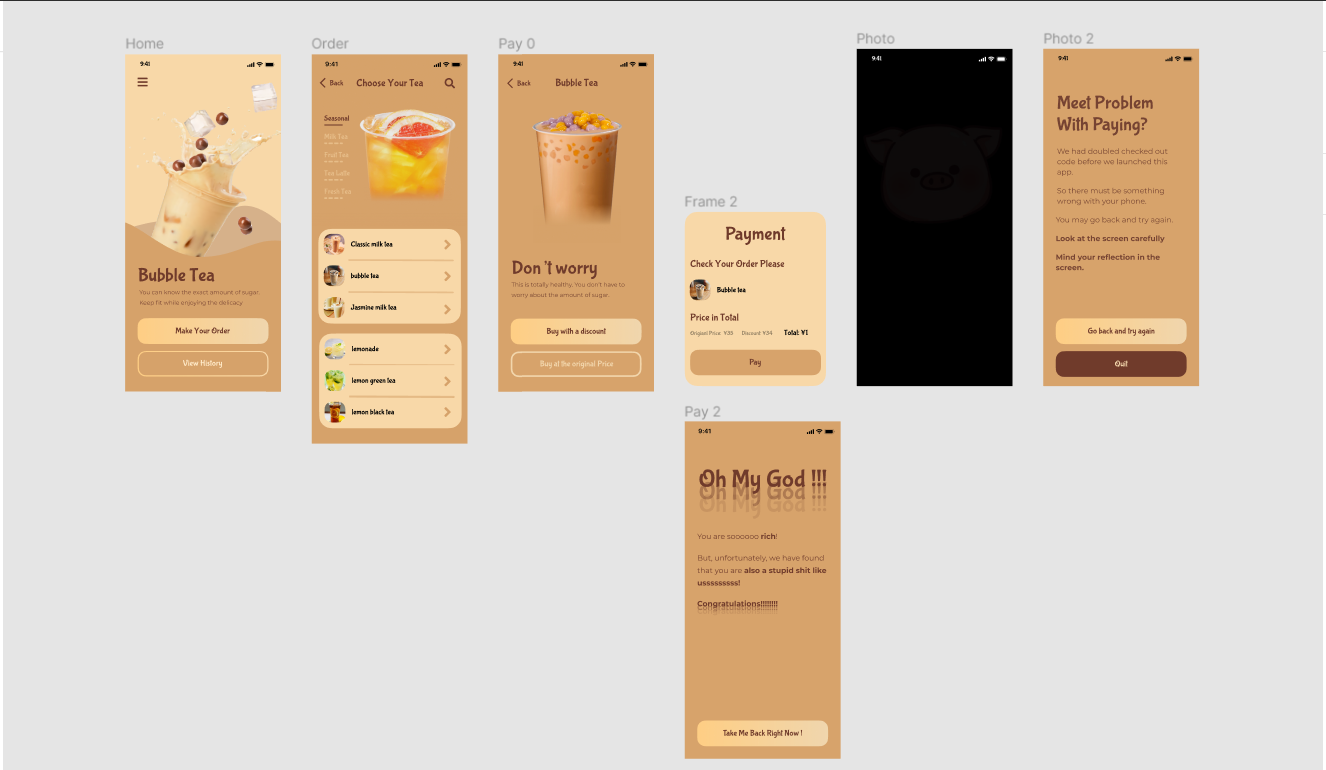 Home
9:41
Bubble Tea
You can know the exact amount of sugar.
Keep fit while enjoying the delicacy
Make Your Order
View History
Order
9:41
Back
Choose Your Tea
Seasonal
Milk Tea
Fruit Tea
Tea Latte
Fresh Tea
Classic milk tea
bubble tea
Jasmine milk tea
lemonade
lemon green tea
lemon black tea
Pay 0
9:41
Back
Bubble Tea
Don't worry
This is totally healthy. You don't have to
worry about the amount of sugar.
Buy with a discount
Buy at the original Price
Frame 2
Payment
Check Your Order Please
Bubble tea
Price in Total
Original Price ¥35 Discount ¥34 Total: ¥1
Pay
Pay 2
9:41
Oh My God !!!
Oh My God !!!
Oh My God !!!
You are soooooo rich!
But, unfortunately, we have found
that you are also a stupid shit like
usssssssss!
Congratulations!!!!!!!!
Take Me Back Right Now !
Photo
9:41
Photo 2
9:41
Meet Problem
With Paying?
We had doubled checked out
code before we launched this
app.
So there must be something
wrong with your phone.
You may go back and try again.
Look at the screen carefully
Mind your reflection in the
screen.
Go back and try again
Quit